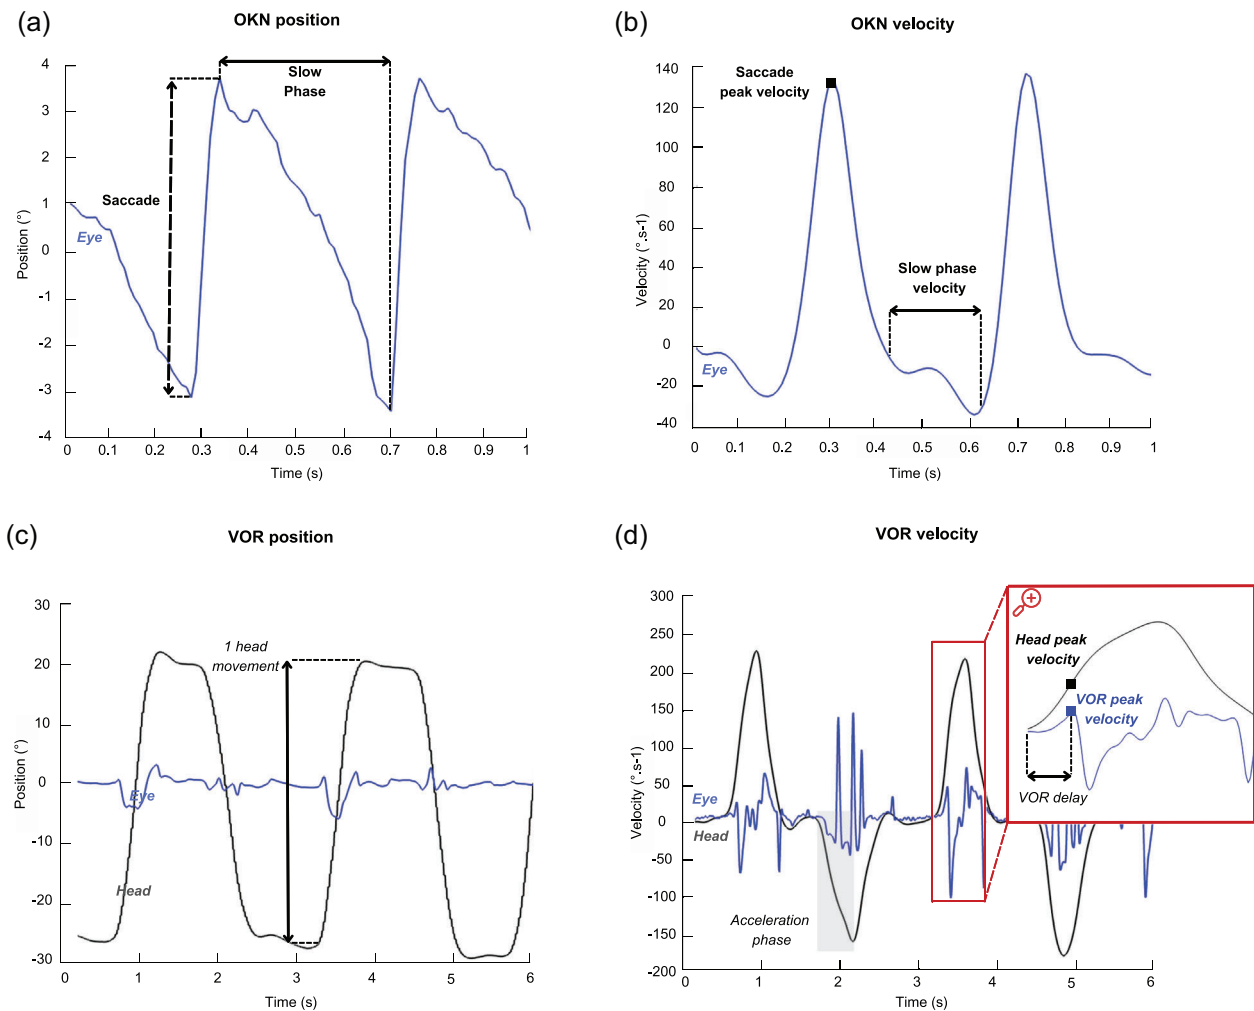 (a)
OKN position
4
3
2
1
0
-1
-2
-3
-4
Position (°)
Slow
Phase
Saccade
Eye
0 0.1 0.2 0.3 0.4 0.5 0.6 0.7 0.8 0.9 1
Time (s)
(b)
OKN velocity
140
120
100
80
60
40
20
0
-20
-40
Velocity (°.s-1)
Saccade
peak velocity
Slow phase
velocity
Eye
0 0.1 0.2 0.3 0.4 0.5 0.6 0.7 0.8 0.9 1
Time (s)
(c)
VOR position
30
20
10
0
-10
-20
-30
Position (°)
1 head
movement
Eye
Head
0 1 2 3 4 5 6
Time (s)
(d)
VOR velocity
300
250
200
150
100
50
0
-50
-100
-150
-200
Velocity (°.s-1)
Head peak
velocity
VOR peak
velocity
VOR delay
Eye
Head
Acceleration
phase
0 1 2 3 4 5 6
Time (s)